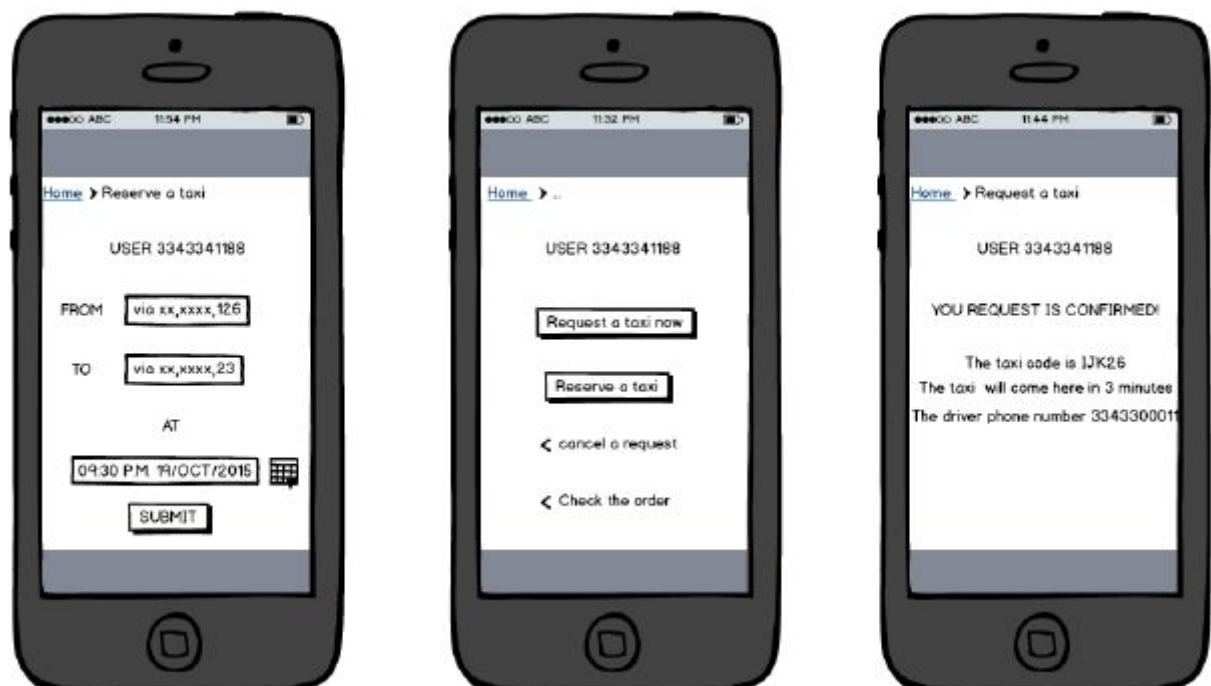 ●●●○○ ABC 11:54 PM
Home > Reserve a taxi
USER 3343341188
FROM via xx,xxxx,126
TO via xx,xxxx,23
AT
09:30 PM 19/OCT/2015
SUBMIT
●●●○○ ABC 11:32 PM
Home > ..
USER 3343341188
Request a taxi now
Reserve a taxi
< cancel a request
< Check the order
●●●○○ ABC 11:44 PM
Home > Request a taxi
USER 3343341188
YOU REQUEST IS CONFIRMED!
The taxi code is IJK26
The taxi will come here in 3 minutes
The driver phone number 3343300011